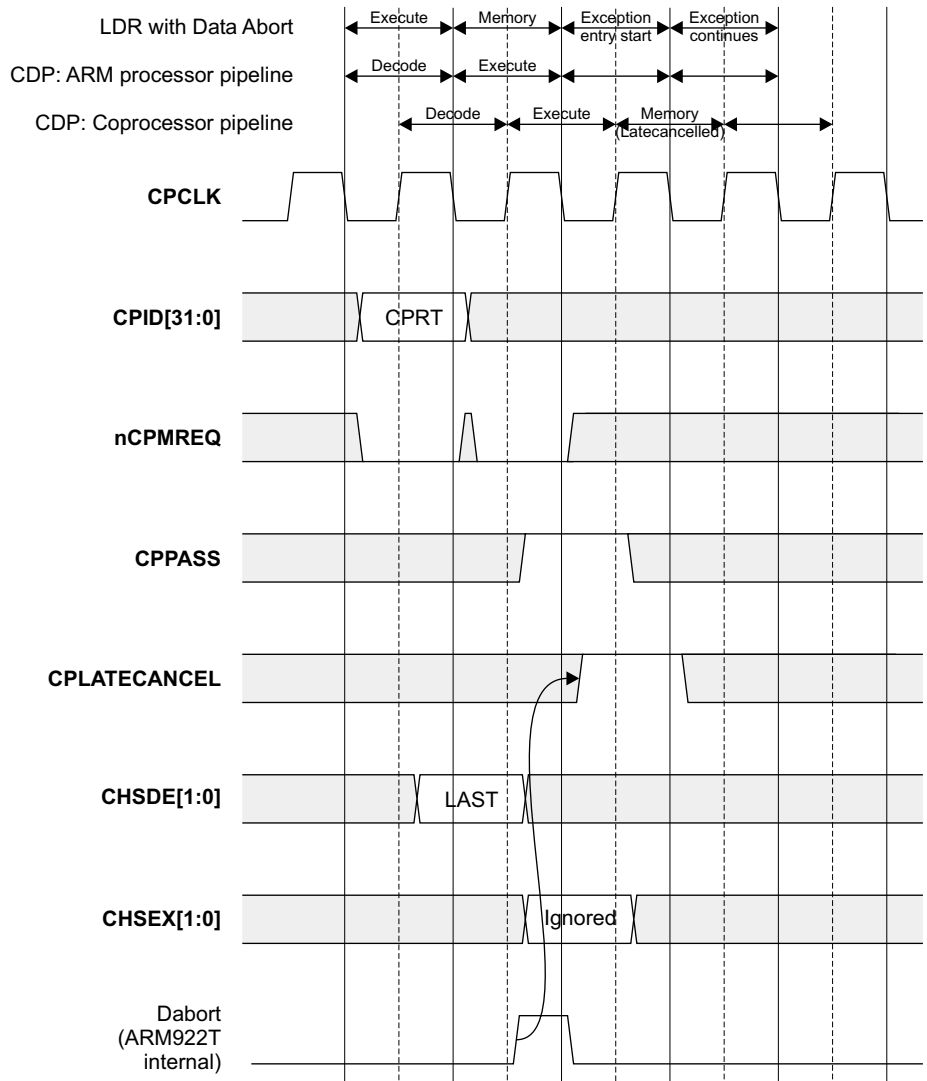 LDR with Data Abort
Execute
Memory
Exception
entry start
Exception
continues
CDP: ARM processor pipeline
Decode
Execute
CDP: Coprocessor pipeline
Decode
Execute
Memory
(Latecancelled)
CPCLK
CPID[31:0]
CPRT
nCPMREQ
CPPASS
CPLATECANCEL
CHSDE[1:0]
LAST
CHSEX[1:0]
Ignored
Dabort
(ARM922T
internal)